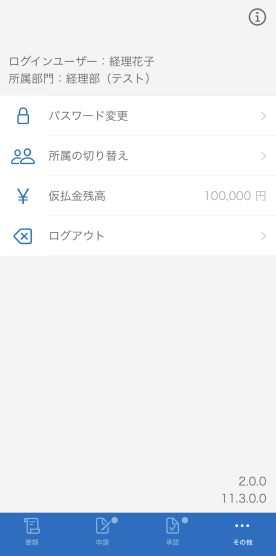 ログインユーザー：経理花子
所属部門：経理部（テスト）
パスワード変更
所属の切り替え
仮払金残高 100,000 円
ログアウト
2.0.0
11.3.0.0
書類 申請 承認 その他